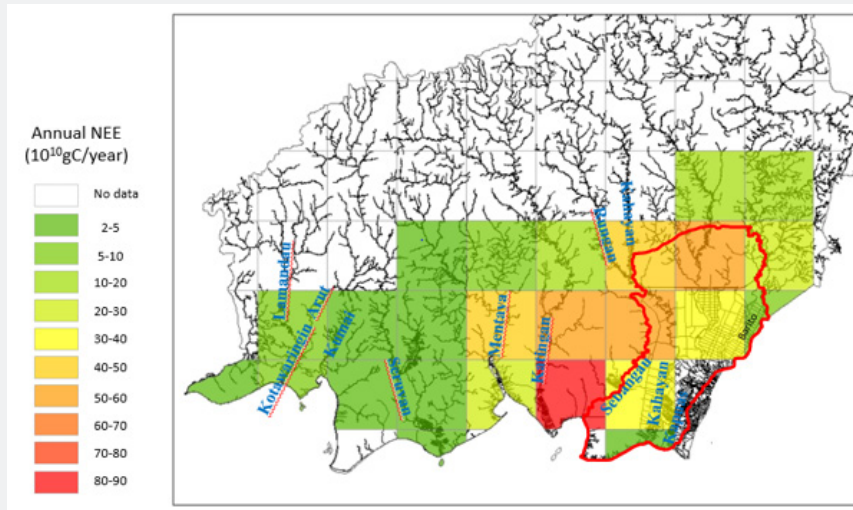 Annual NEE
(10¹⁰gC/year)
No data
2-5
5-10
10-20
20-30
30-40
40-50
50-60
60-70
70-80
80-90
Lamandau
Kotawaringin
Arut
Kumai
Seruyan
Mentaya
Katingan
Rungan
Kahayan
Sebangau
Kahayan
Kapuas
Barito